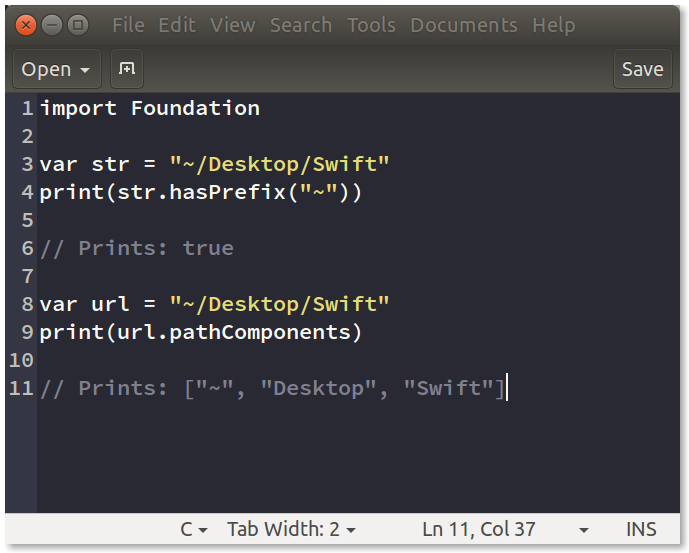 File Edit View Search Tools Documents Help
Open Save
1 import Foundation
2
3 var str = "~/Desktop/Swift"
4 print(str.hasPrefix("~"))
5
6 // Prints: true
7
8 var url = "~/Desktop/Swift"
9 print(url.pathComponents)
10
11 // Prints: ["~", "Desktop", "Swift"]
C Tab Width: 2 Ln 11, Col 37 INS